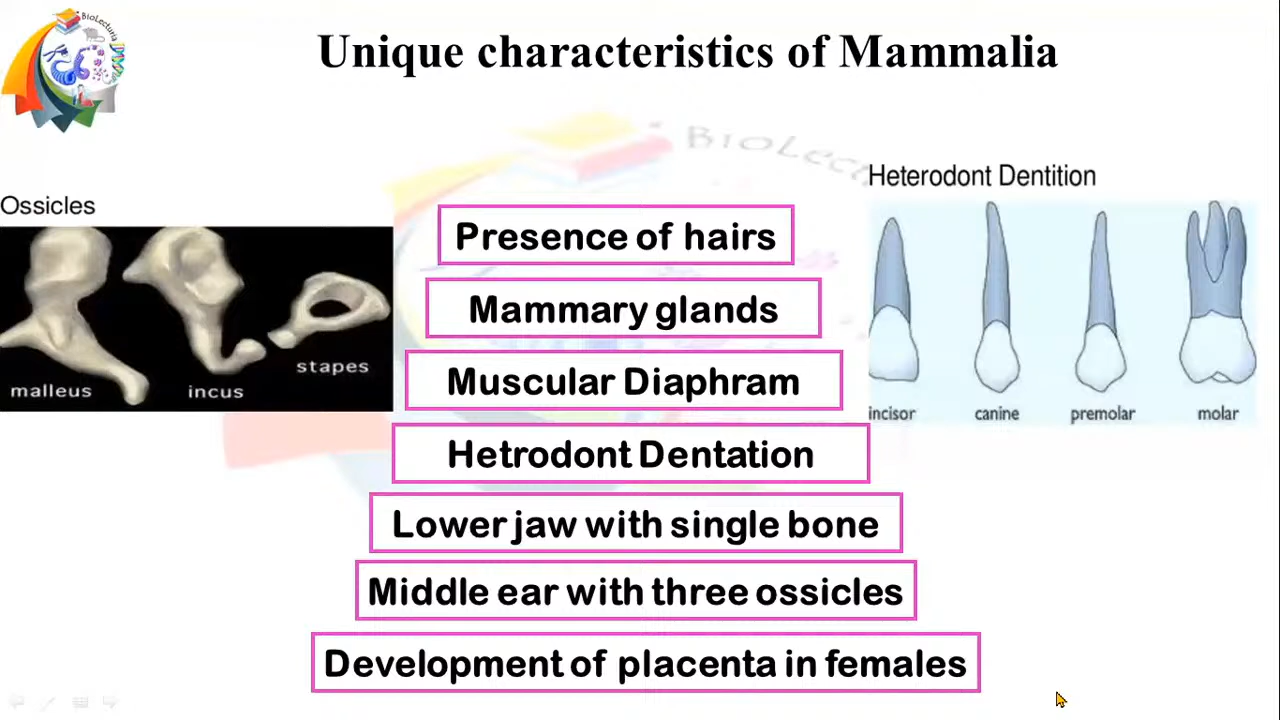 BioLecturia
Unique characteristics of Mammalia
Heterodont Dentition
Ossicles
malleus
incus
stapes
Presence of hairs
Mammary glands
Muscular Diaphram
Hetrodont Dentation
Lower jaw with single bone
Middle ear with three ossicles
Development of placenta in females
incisor
canine
premolar
molar